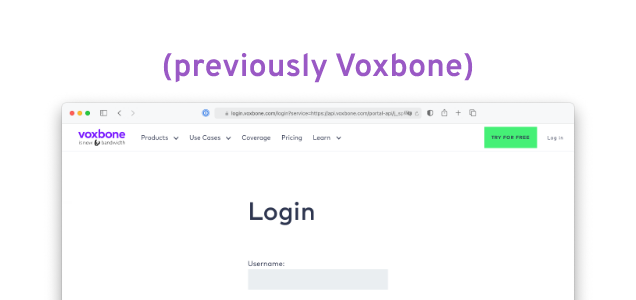 (previously Voxbone)
login.voxbone.com/login?service=https://api.voxbone.com/portal-api/j_
voxbone
is now bandwidth
Products Use Cases Coverage Pricing Learn
TRY FOR FREE
Log in
Login
Username: